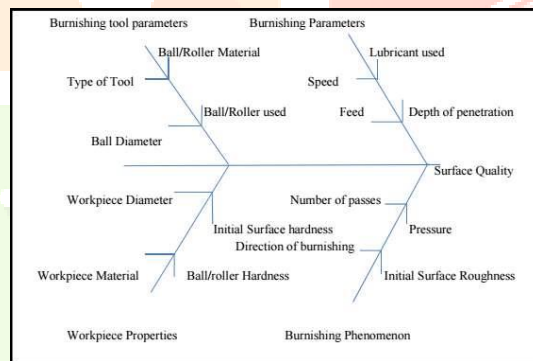 Burnishing tool parameters
Burnishing Parameters
Ball/Roller Material
Lubricant used
Type of Tool
Speed
Ball/Roller used
Feed
Depth of penetration
Ball Diameter
Surface Quality
Workpiece Diameter
Number of passes
Initial Surface hardness
Pressure
Direction of burnishing
Workpiece Material
Ball/roller Hardness
Initial Surface Roughness
Workpiece Properties
Burnishing Phenomenon